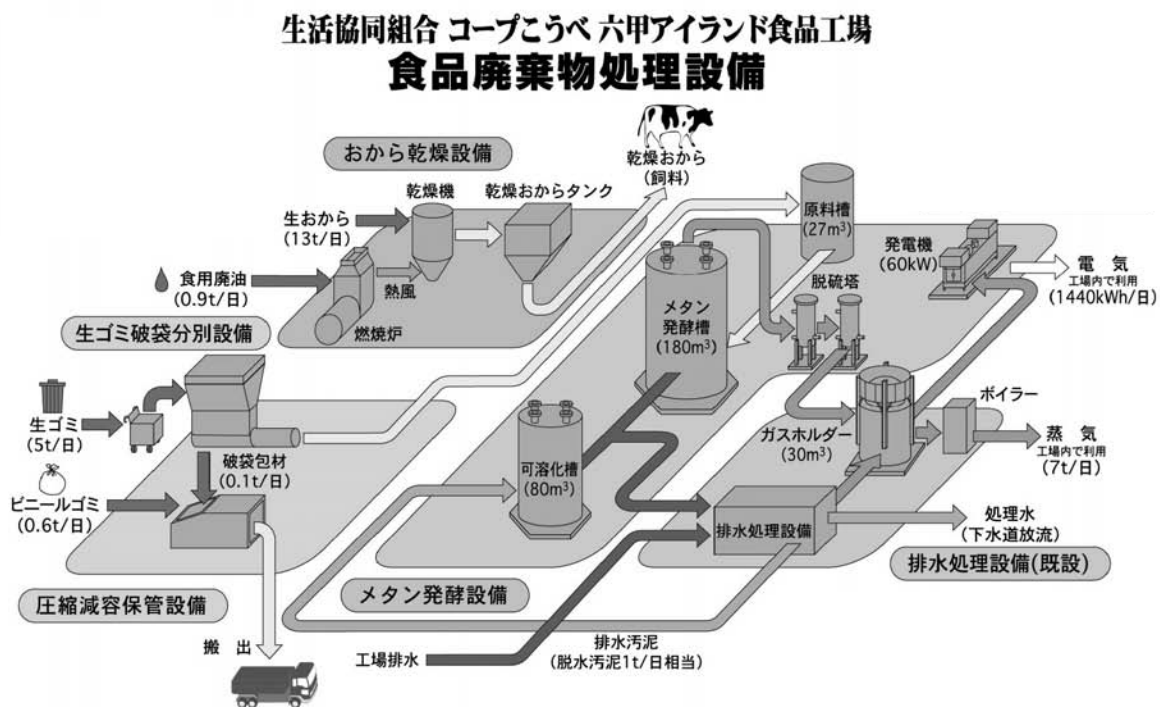 生活協同組合 コープこうべ 六甲アイランド食品工場
食品廃棄物処理設備
おから乾燥設備
乾燥機
乾燥おからタンク
乾燥おから
(飼料)
原料槽
(27m³)
生おから
(13t/日)
食用廃油
(0.9t/日)
熱風
燃焼炉
発電機
(60kW)
電 気
工場内で利用
(1440kWh/日)
脱硫塔
メタン
発酵槽
(180m³)
生ゴミ破袋分別設備
生ゴミ
(5t/日)
ビニールゴミ
(0.6t/日)
破袋包材
(0.1t/日)
可溶化槽
(80m³)
ガスホルダー
(30m³)
ボイラー
蒸 気
工場内で利用
(7t/日)
排水処理設備
処理水
(下水道放流)
排水処理設備(既設)
圧縮減容保管設備
メタン発酵設備
搬 出
工場排水
排水汚泥
(脱水汚泥1t/日相当)